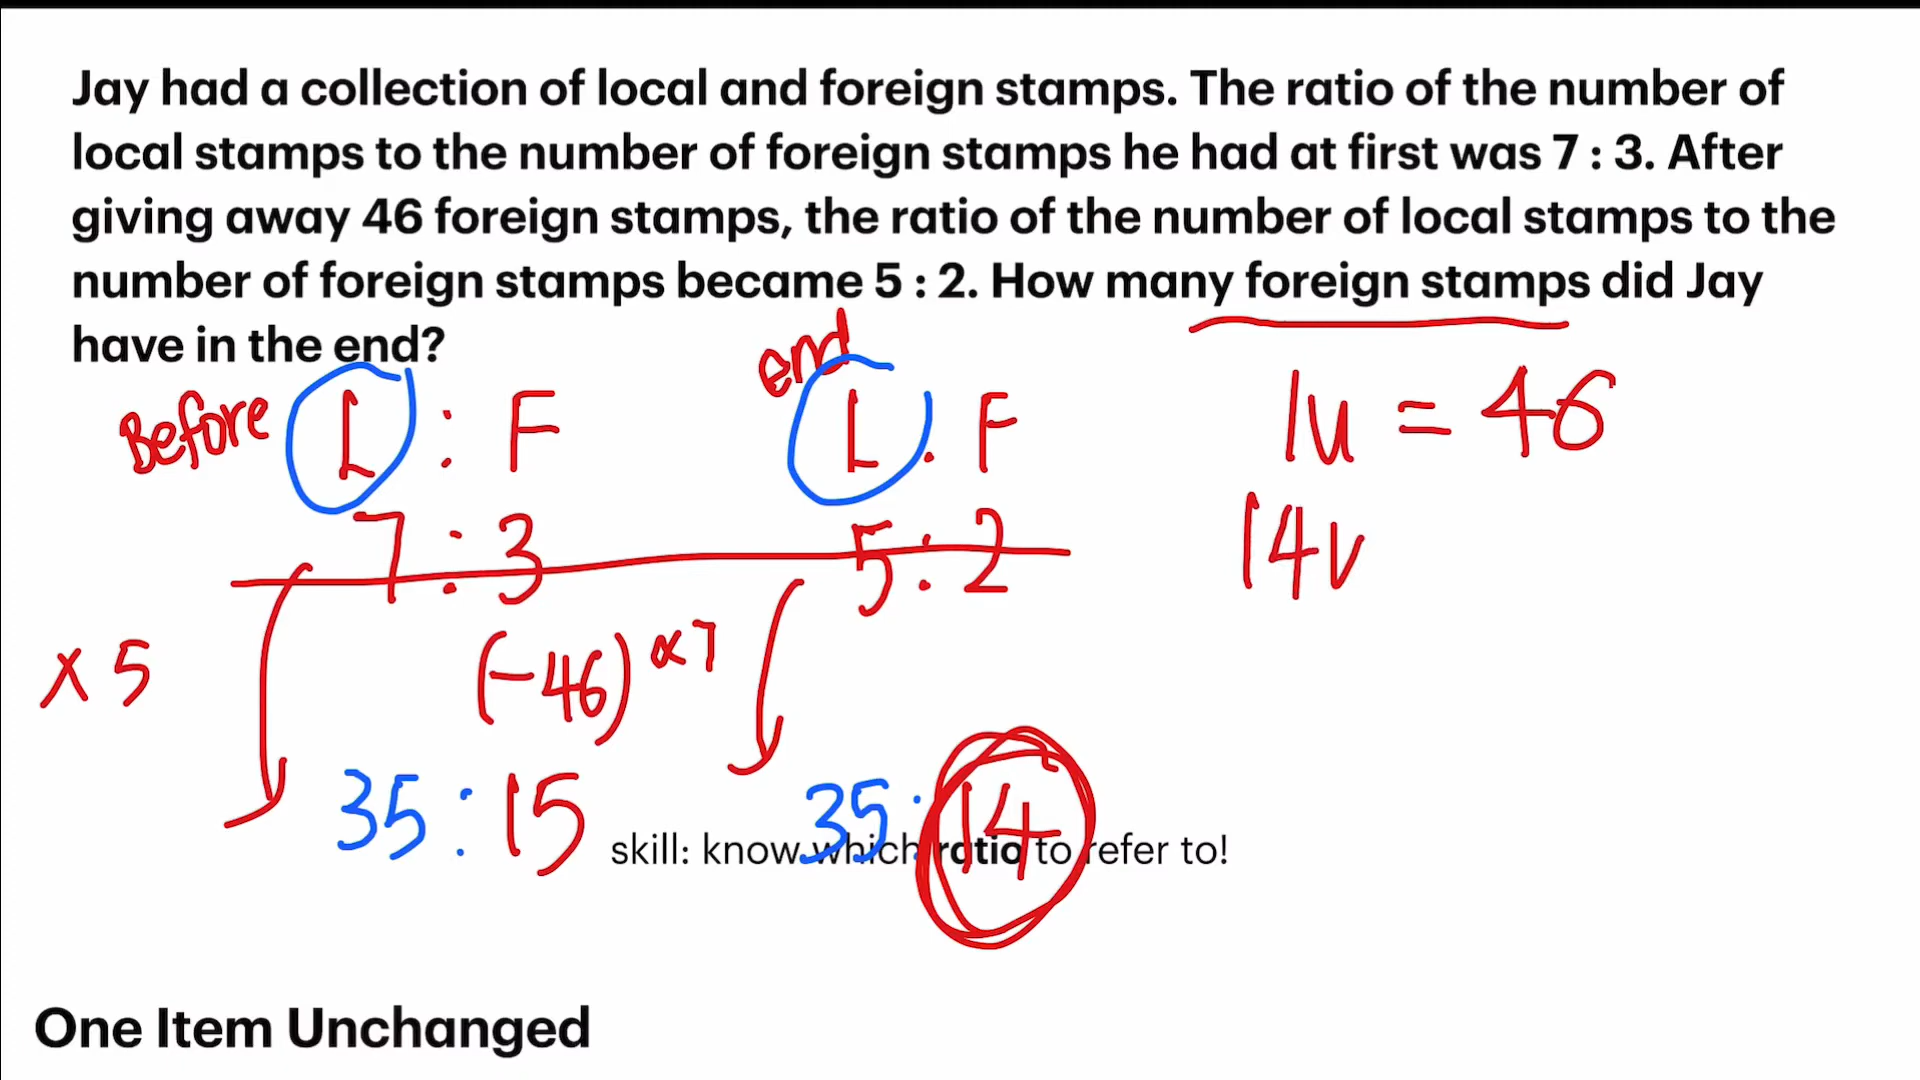 Jay had a collection of local and foreign stamps. The ratio of the number of
local stamps to the number of foreign stamps he had at first was 7 : 3. After
giving away 46 foreign stamps, the ratio of the number of local stamps to the
number of foreign stamps became 5 : 2. How many foreign stamps did Jay
have in the end?
Before L : F
end L : F
1u = 46
7 : 3
5 : 2
14u
x 5
(-46)
x7
35 : 15
35 : 14
skill: know which ratio to refer to!
One Item Unchanged